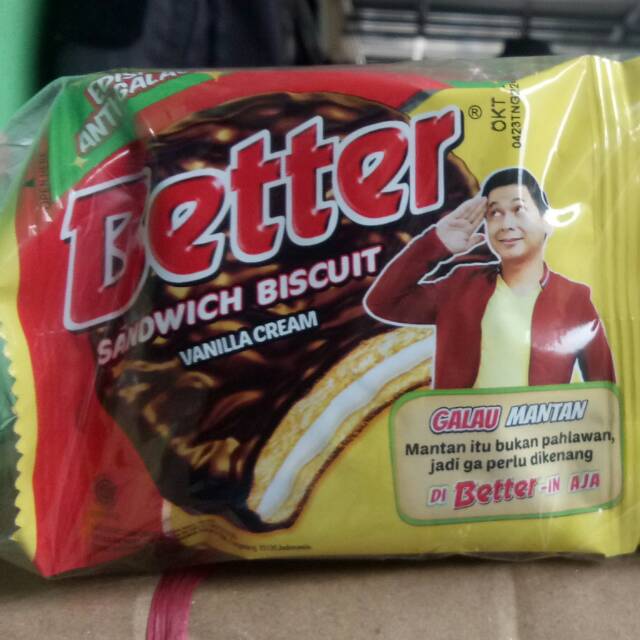 ANTI GALAU
Better®
SANDWICH BISCUIT
VANILLA CREAM
OKT
GALAU MANTAN
Mantan itu bukan pahlawan,
jadi ga perlu dikenang
DI Better-IN AJA